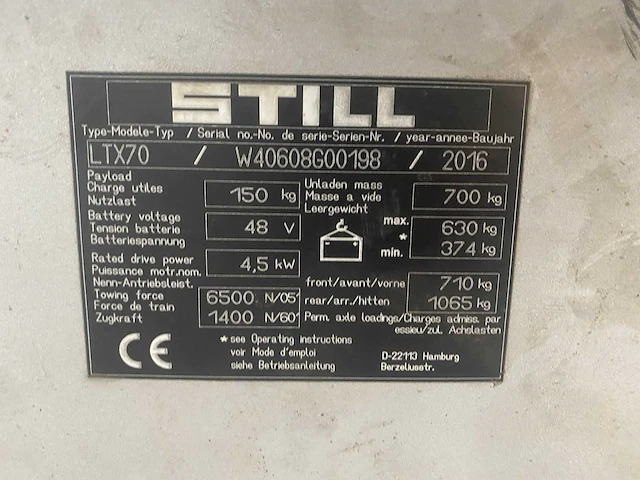 STILL
Type-Modele-Typ / Serial no.-No. de serie-Serien-Nr. / year-annee-Baujahr
LTX70 / W40608G00198 / 2016
Payload
Charge utiles
Nutzlast
150 kg
Unladen mass
Masse a vide
Leergewicht
700 kg
Battery voltage
Tension batterie
Batteriespannung
48 V
max. 630 kg
*
min. 374 kg
Rated drive power
Puissance motr.nom.
Nenn-Antriebsleist.
4,5 kW
front/avant/vorne 710 kg
rear/arr./hitten 1065 kg
Towing force
Force de train
Zugkraft
6500 N/05'
1400 N/60'
Perm. axle loadings/Charges admiss. par
essieu/zul. Achslasten
CE
* see Operating instructions
voir Mode d'emploi
siehe Betriebsanleitung
D-22113 Hamburg
Berzeliusstr.